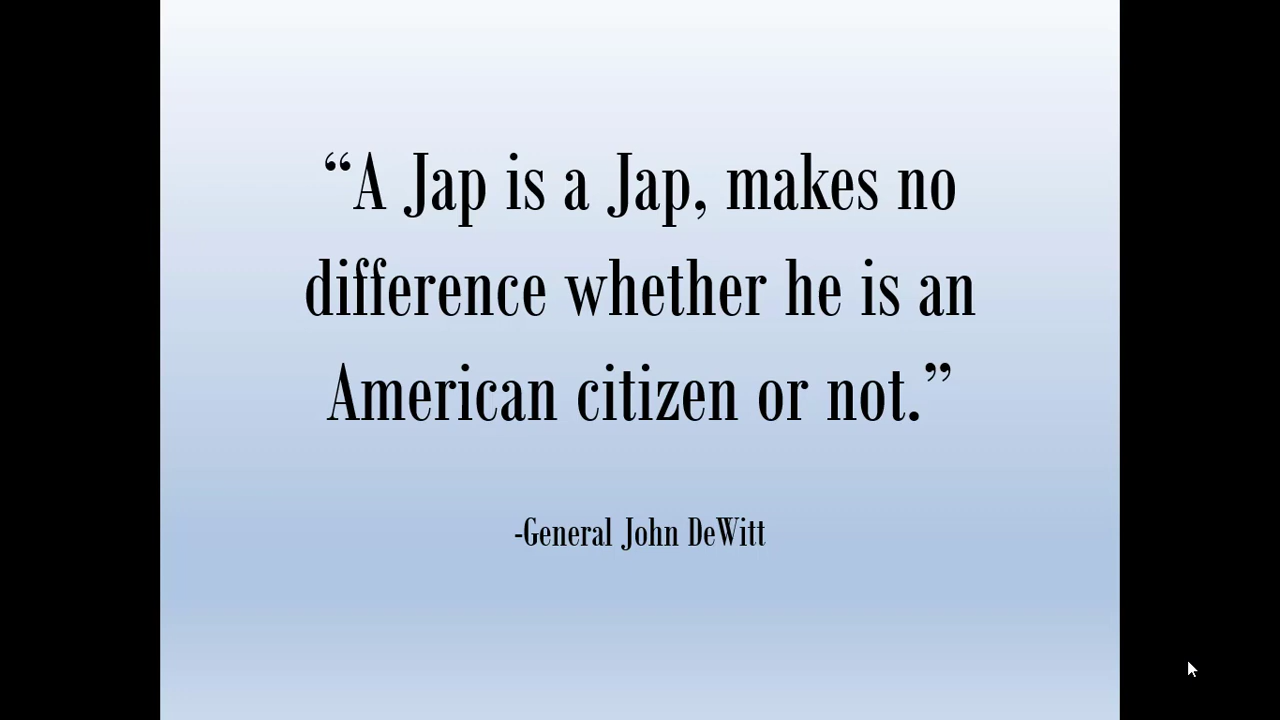 “A Jap is a Jap, makes no
difference whether he is an
American citizen or not.”
-General John DeWitt